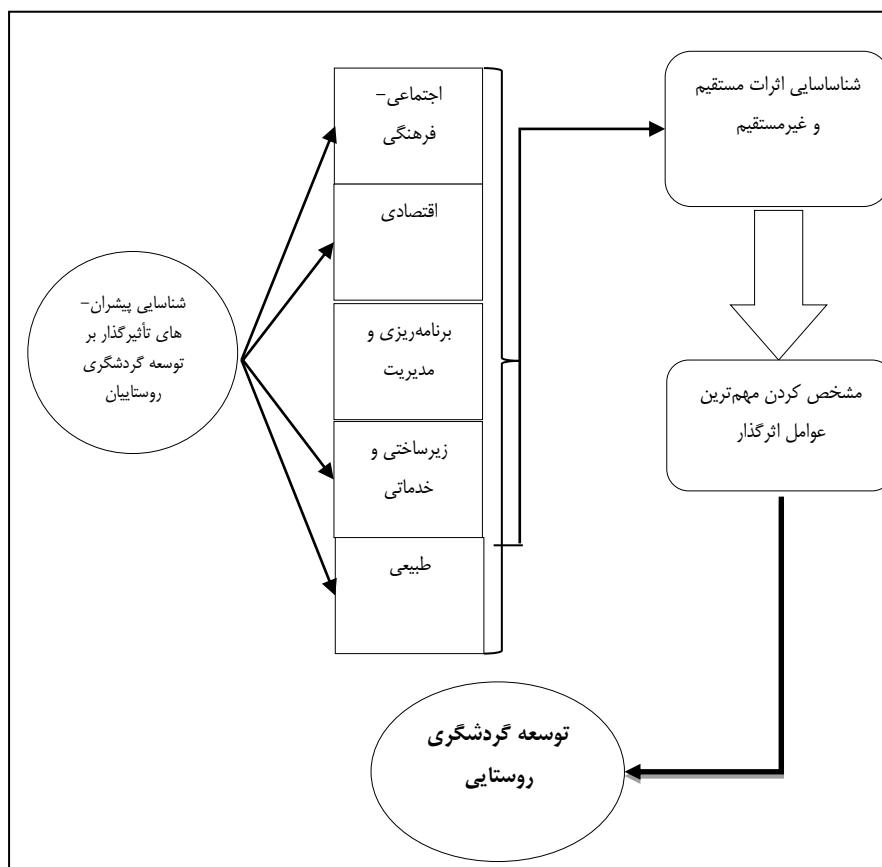 شناسایی پیشران-
های تأثیرگذار بر
توسعه گردشگری
روستاییان
اجتماعی-
فرهنگی
اقتصادی
برنامه‌ریزی و
مدیریت
زیرساختی و
خدماتی
طبیعی
شناساسایی اثرات مستقیم
و غیرمستقیم
مشخص کردن مهم‌ترین
عوامل اثرگذار
توسعه گردشگری
روستایی